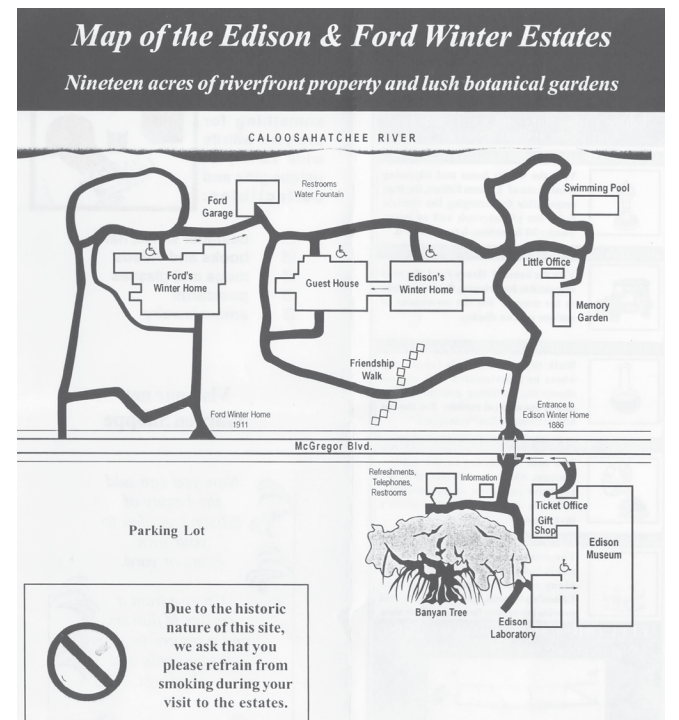 Map of the Edison & Ford Winter Estates
Nineteen acres of riverfront property and lush botanical gardens
CALOOSAHATCHEE RIVER
Restrooms
Water Fountain
Ford
Garage
Swimming Pool
Ford's
Winter Home
Guest House
Edison's
Winter Home
Little Office
Memory
Garden
Friendship
Walk
Ford Winter Home
1911
Entrance to
Edison Winter Home
1886
McGregor Blvd.
Refreshments,
Telephones,
Restrooms
Information
Ticket Office
Gift
Shop
Edison
Museum
Parking Lot
Banyan Tree
Edison
Laboratory
Due to the historic
nature of this site,
we ask that you
please refrain from
smoking during your
visit to the estates.